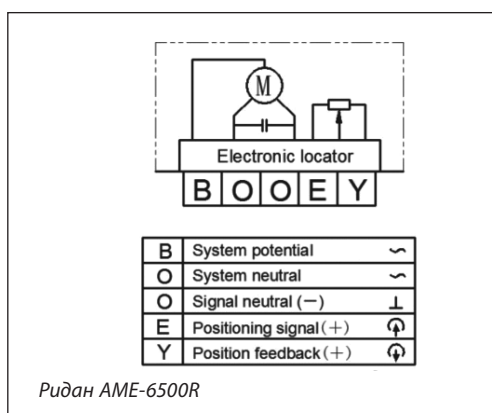 M
Electronic locator
B O O E Y
B System potential ∽
O System neutral ∽
O Signal neutral (—) ⊥
E Positioning signal (+)
Y Position feedback (+)
Ридан AME-6500R